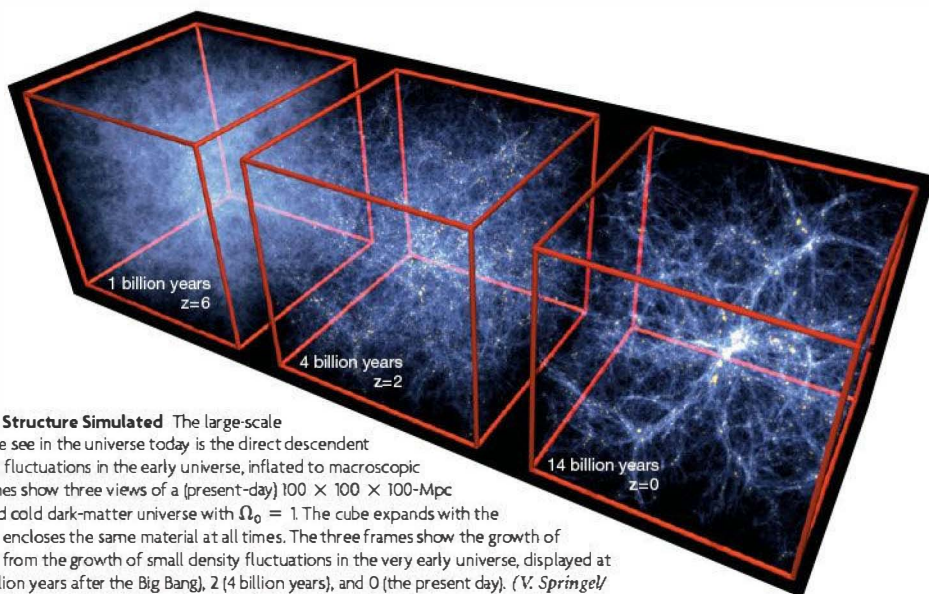 1 billion years
z=6
4 billion years
z=2
14 billion years
z=0
Structure Simulated The large-scale
see in the universe today is the direct descendent
fluctuations in the early universe, inflated to macroscopic
show three views of a (present-day) 100 × 100 × 100-Mpc
cold dark-matter universe with Ω₀ = 1. The cube expands with the
encloses the same material at all times. The three frames show the growth of
from the growth of small density fluctuations in the very early universe, displayed at
years after the Big Bang), 2 (4 billion years), and 0 (the present day). (V. Springel/